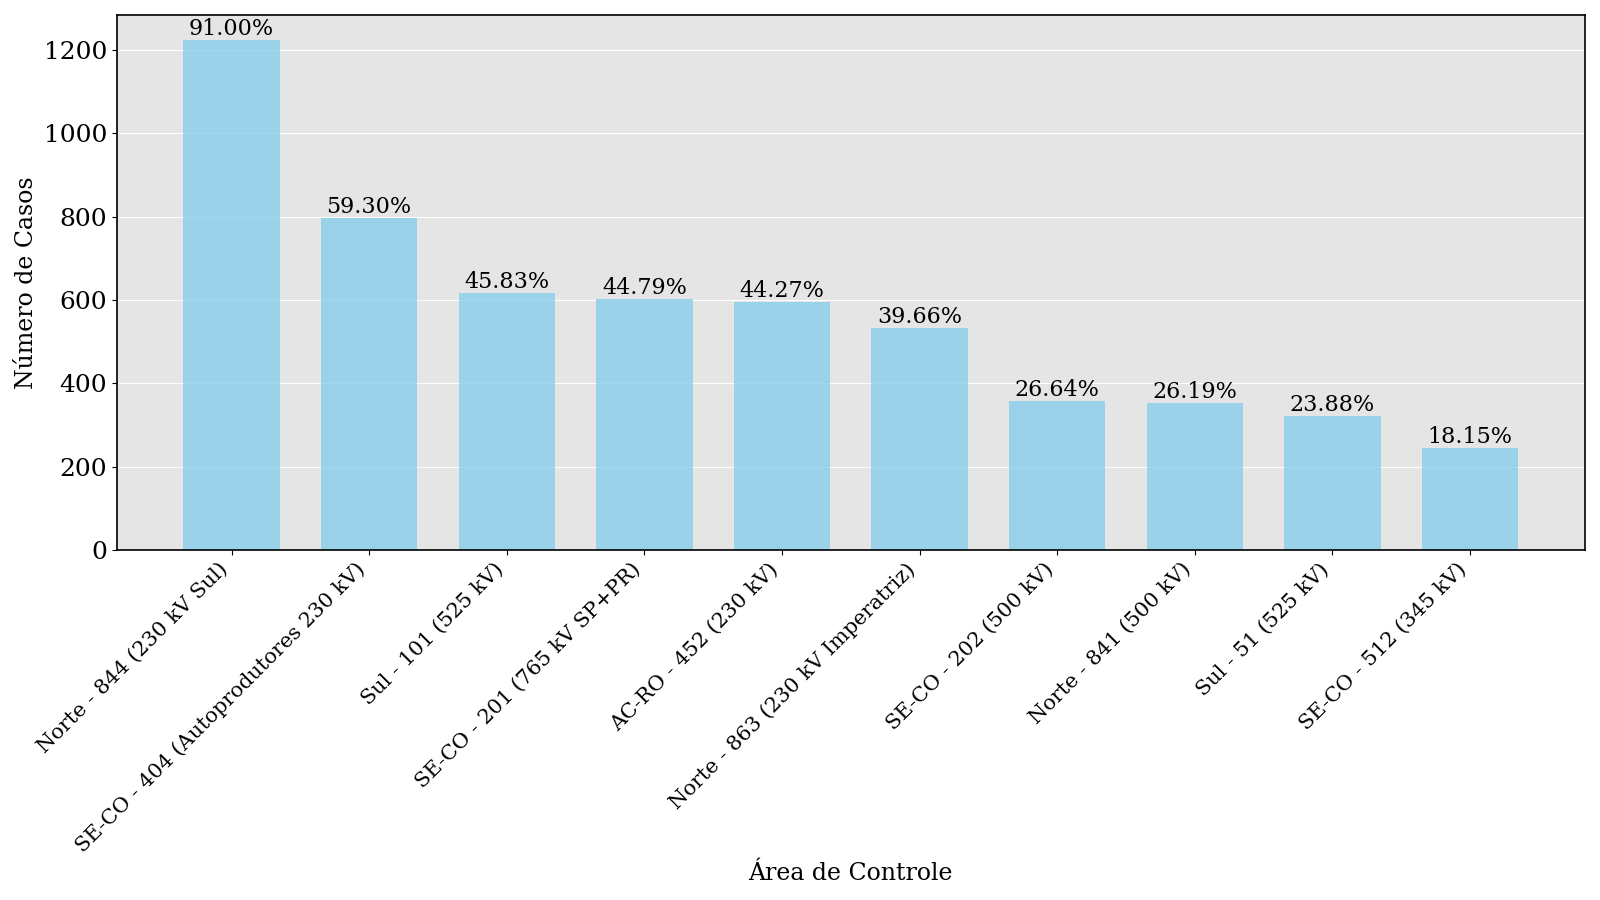 91.00%
59.30%
45.83%
44.79%
44.27%
39.66%
26.64%
26.19%
23.88%
18.15%
1200
1000
800
600
400
200
0
Número de Casos
Norte - 844 (230 kV Sul)
SE-CO - 404 (Autoprodutores 230 kV)
Sul - 101 (525 kV)
SE-CO - 201 (765 kV SP+PR)
AC-RO - 452 (230 kV)
Norte - 863 (230 kV Imperatriz)
SE-CO - 202 (500 kV)
Norte - 841 (500 kV)
Sul - 51 (525 kV)
SE-CO - 512 (345 kV)
Área de Controle